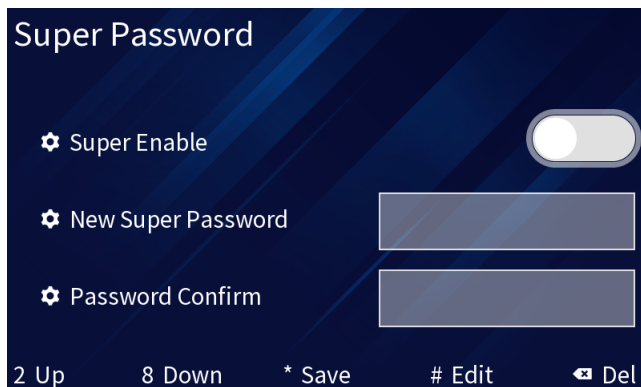 Super Password
Super Enable
New Super Password
Password Confirm
2 Up 8 Down * Save # Edit Del